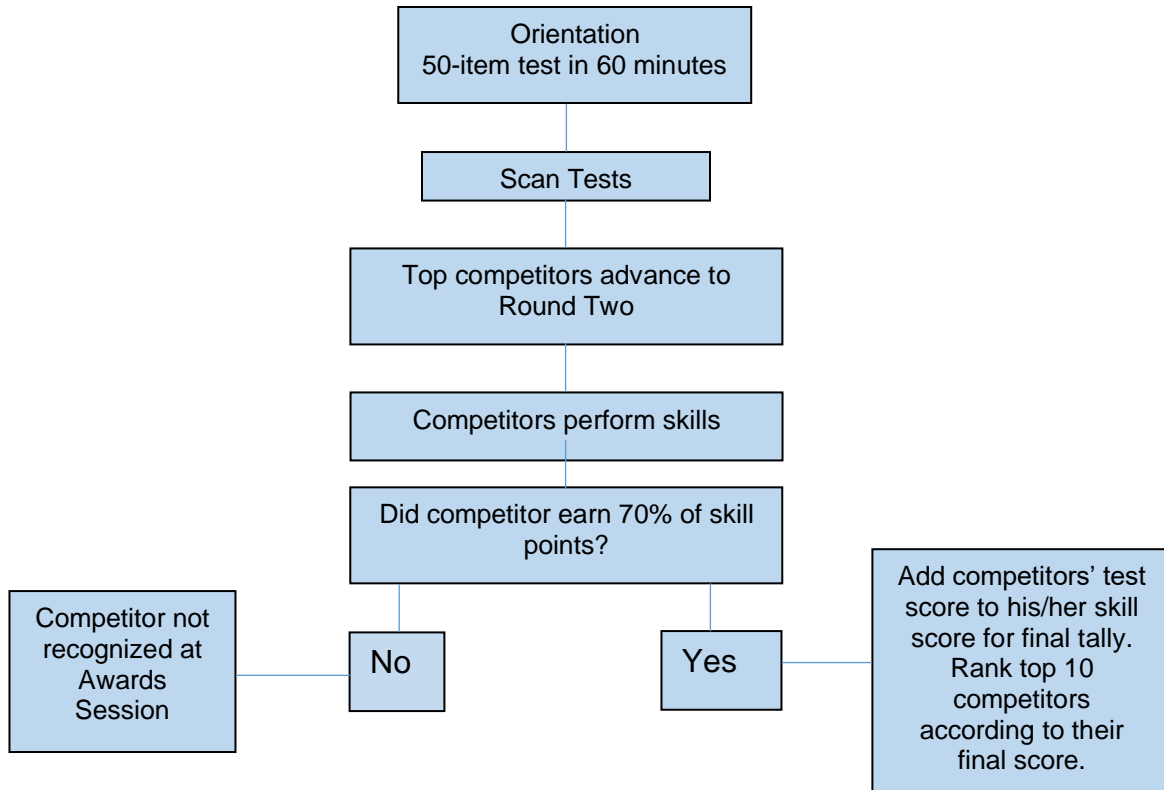 Orientation
50-item test in 60 minutes
Scan Tests
Top competitors advance to
Round Two
Competitors perform skills
Did competitor earn 70% of skill
points?
Competitor not
recognized at
Awards
Session
No
Yes
Add competitors’ test
score to his/her skill
score for final tally.
Rank top 10
competitors
according to their
final score.